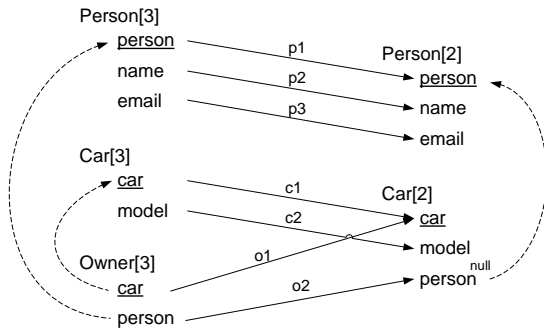 Person[3]
person
name
email
Car[3]
car
model
Owner[3]
car
person
p1
p2
p3
c1
c2
o1
o2
Person[2]
person
name
email
Car[2]
car
model
person null